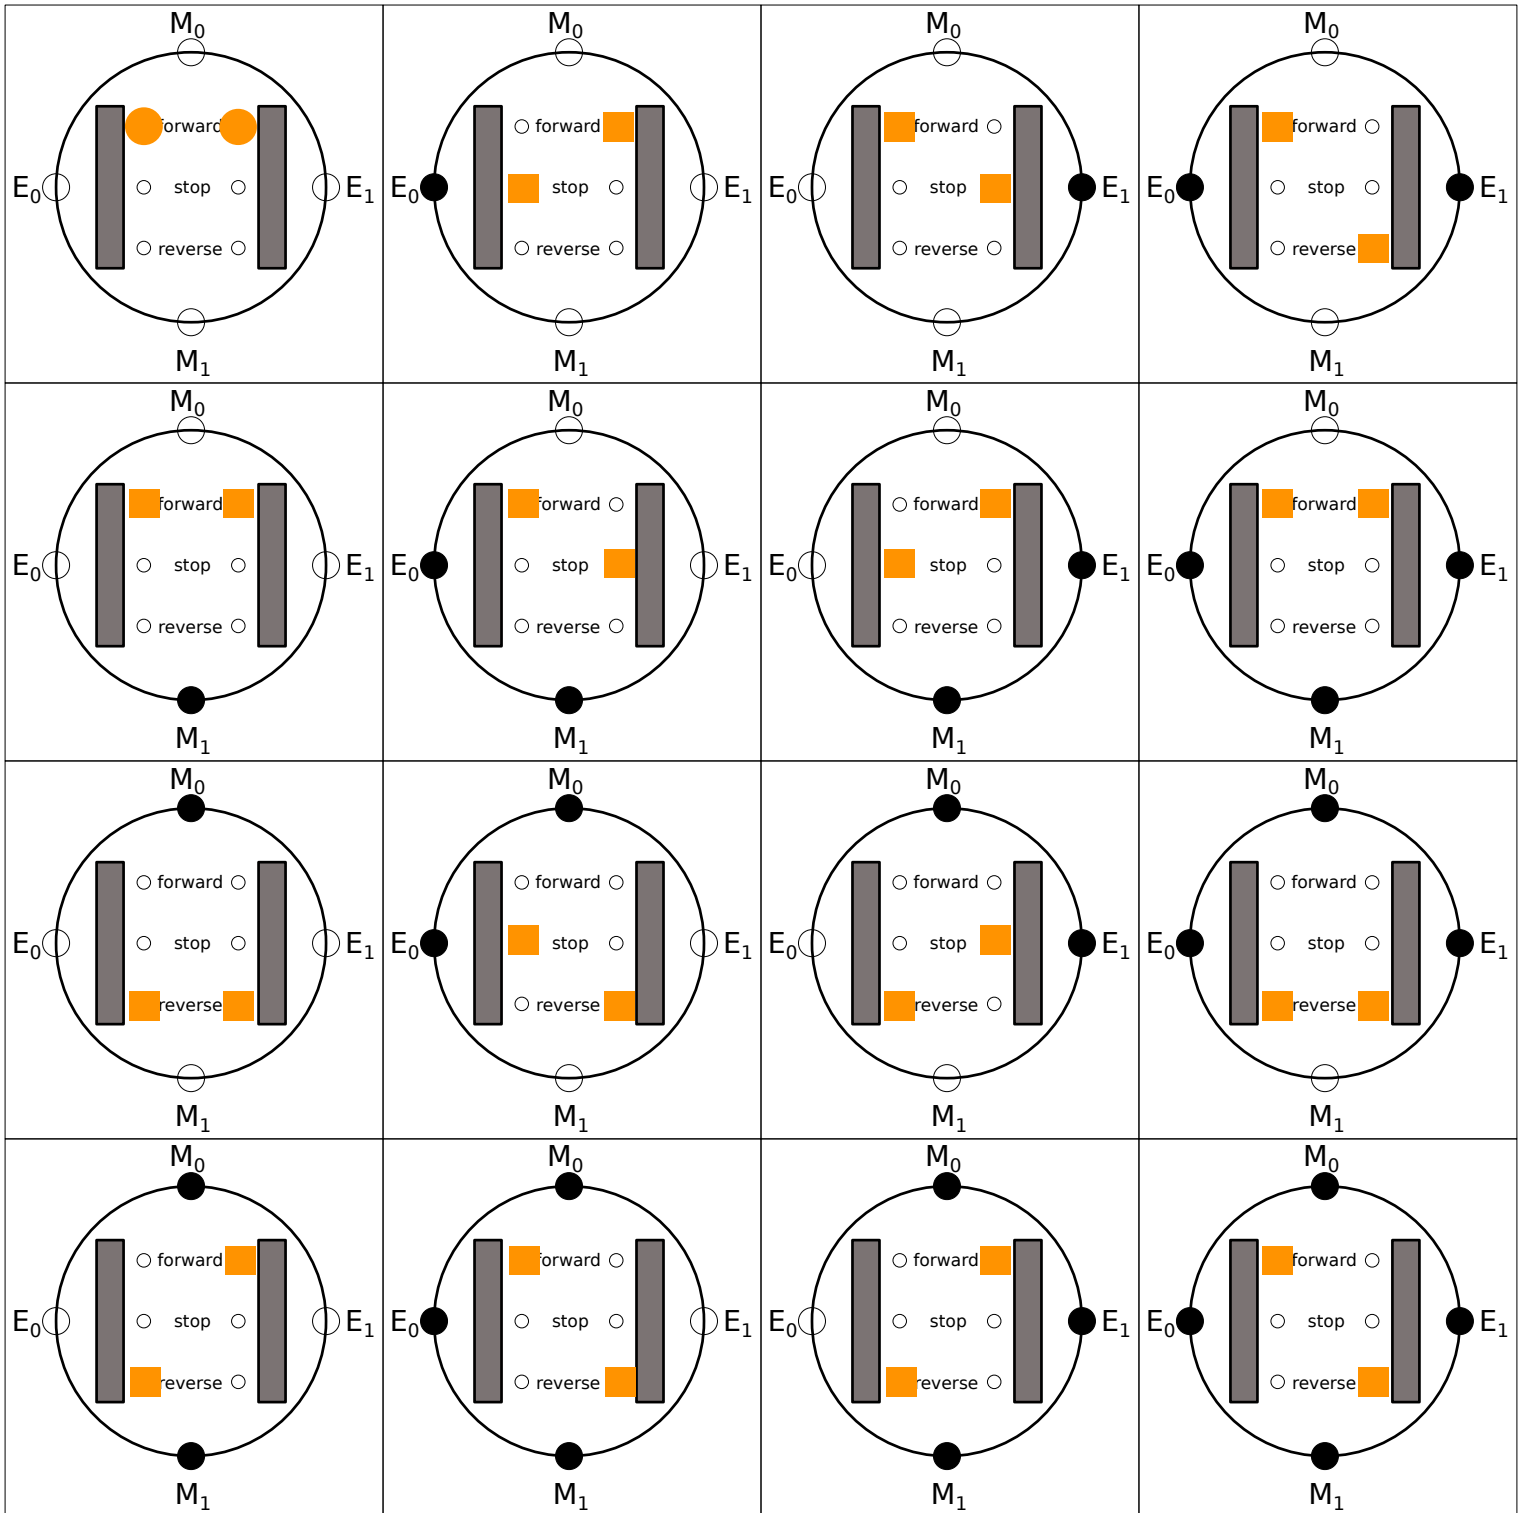 M₀
forward
E₀ stop E₁
reverse
M₁
M₀
forward
E₀ stop E₁
reverse
M₁
M₀
forward
E₀ stop E₁
reverse
M₁
M₀
forward
E₀ stop E₁
reverse
M₁
M₀
forward
E₀ stop E₁
reverse
M₁
M₀
forward
E₀ stop E₁
reverse
M₁
M₀
forward
E₀ stop E₁
reverse
M₁
M₀
forward
E₀ stop E₁
reverse
M₁
M₀
forward
E₀ stop E₁
reverse
M₁
M₀
forward
E₀ stop E₁
reverse
M₁
M₀
forward
E₀ stop E₁
reverse
M₁
M₀
forward
E₀ stop E₁
reverse
M₁
M₀
forward
E₀ stop E₁
reverse
M₁
M₀
forward
E₀ stop E₁
reverse
M₁
M₀
forward
E₀ stop E₁
reverse
M₁
M₀
forward
E₀ stop E₁
reverse
M₁